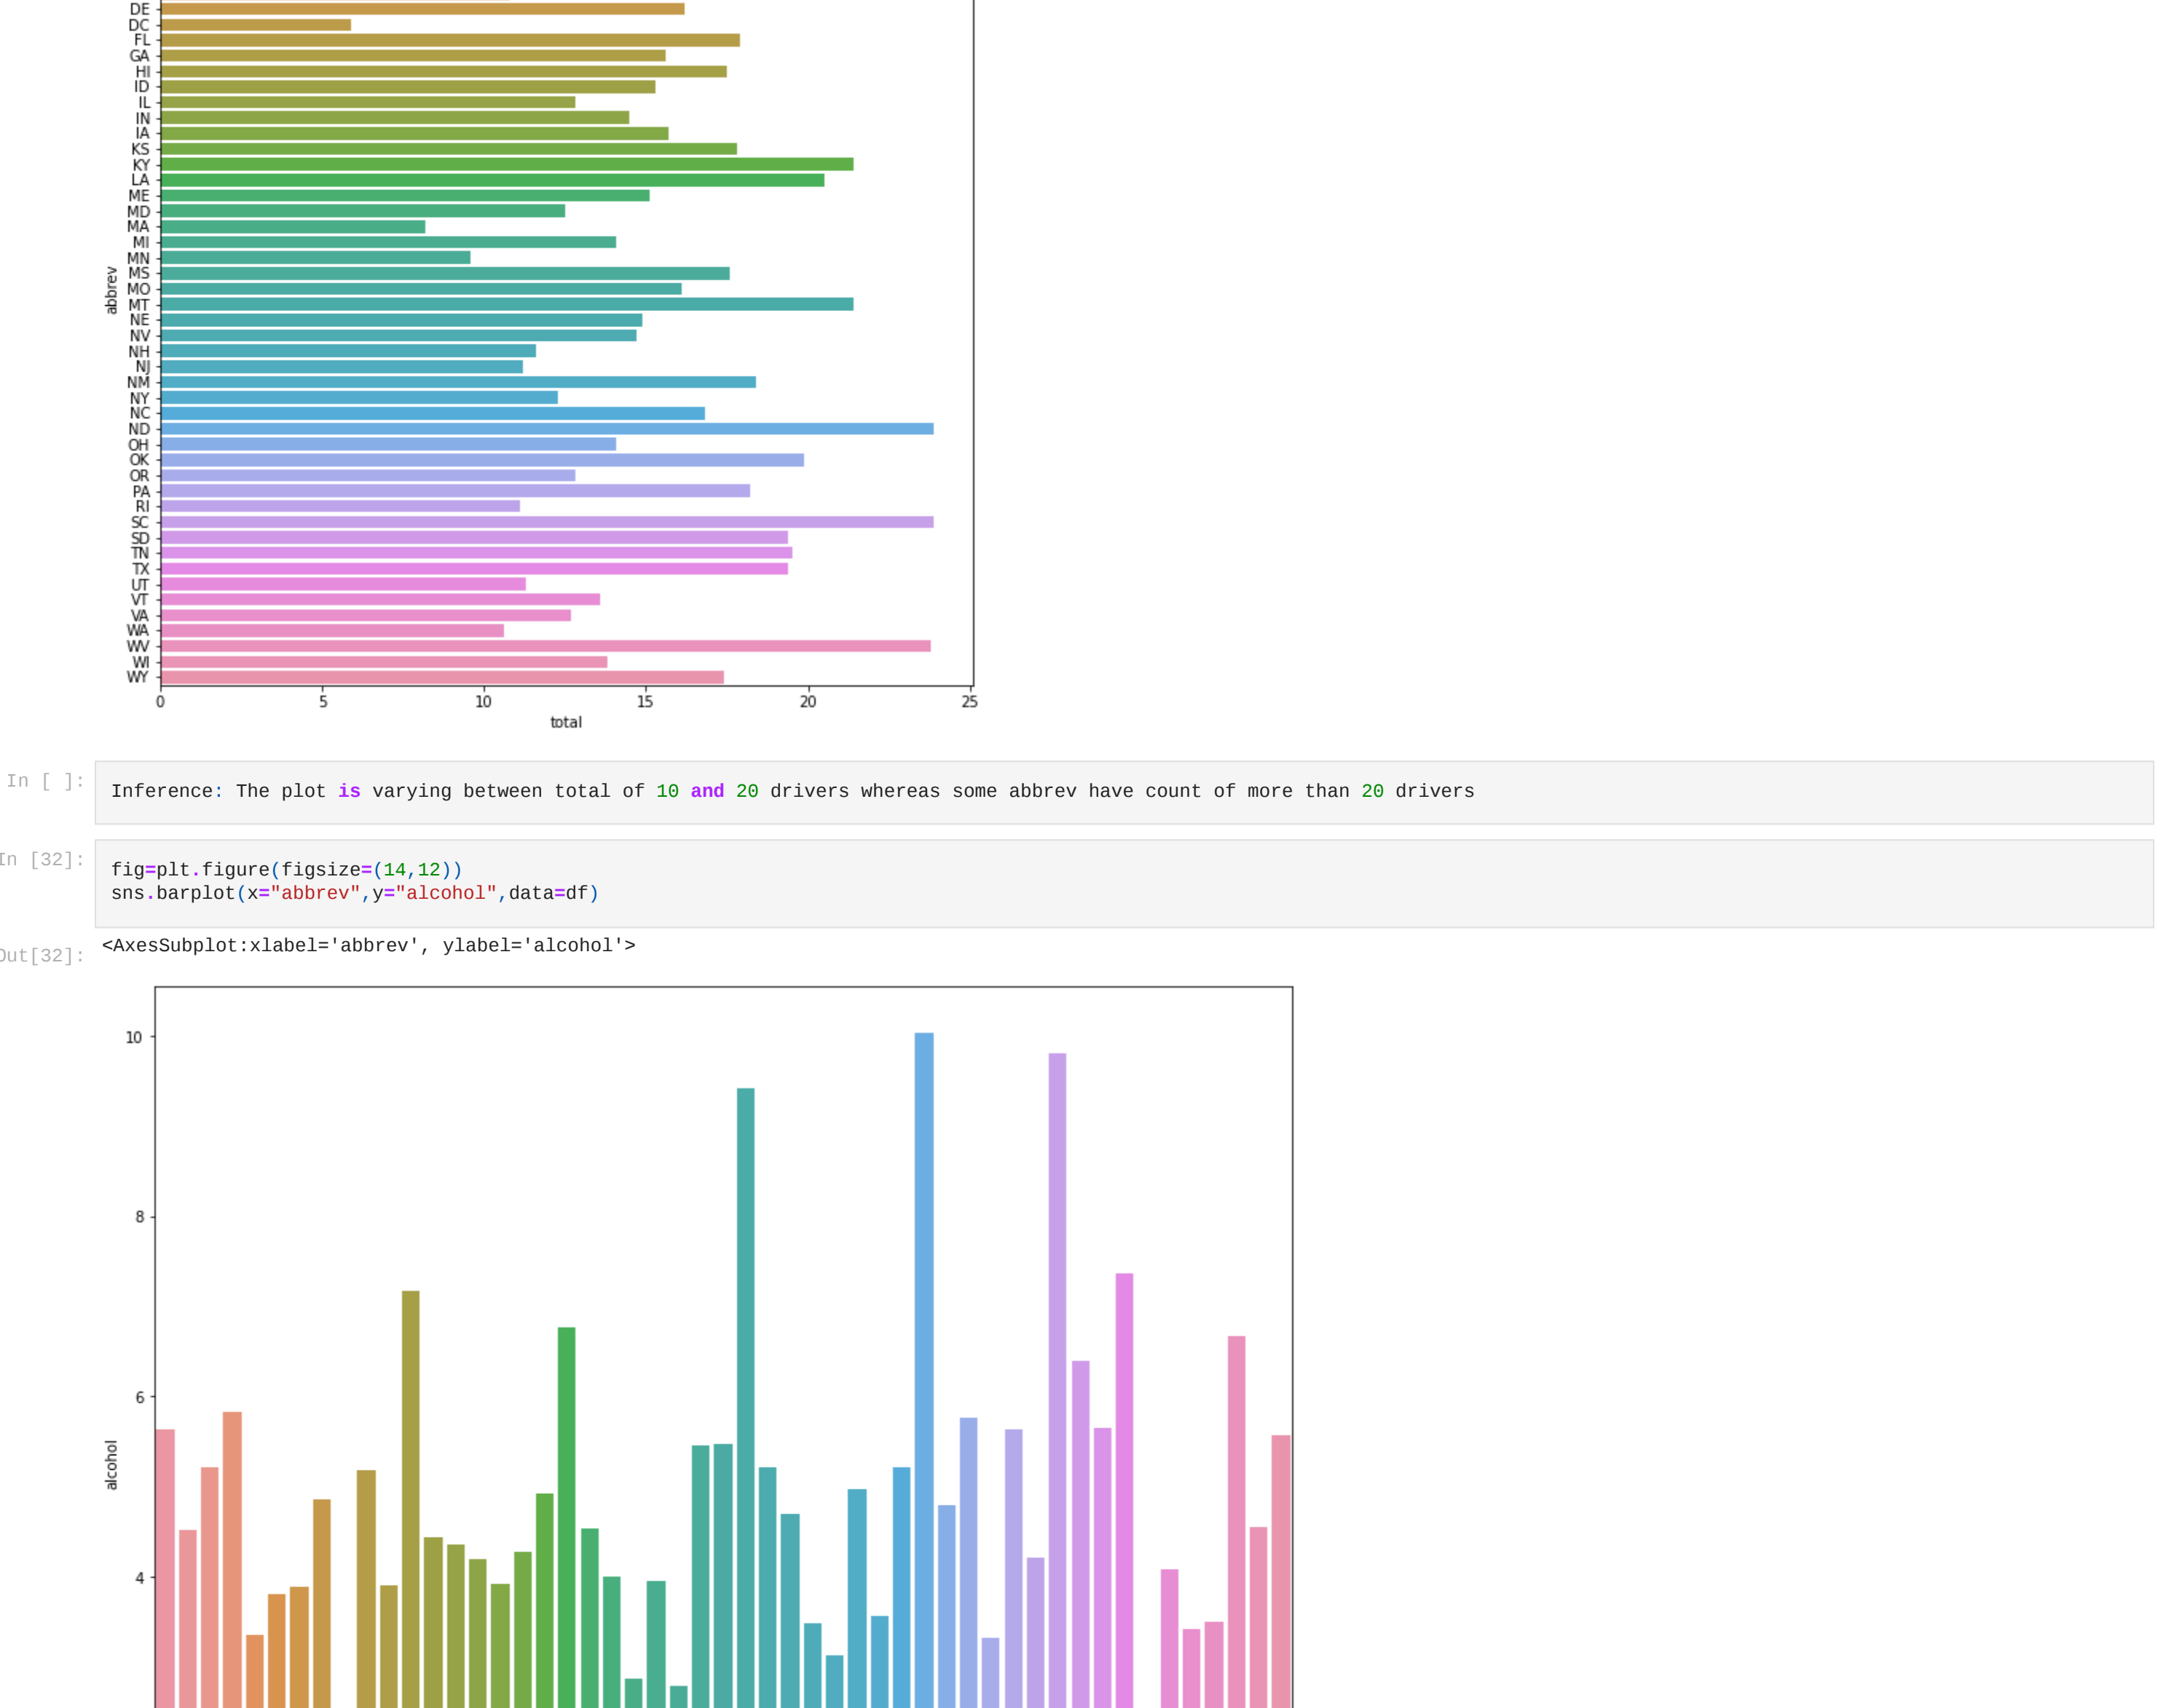 DE
DC
FL
GA
HI
ID
IL
IN
IA
KS
KY
LA
ME
MD
MA
MI
MN
MS
MO
MT
NE
NV
NH
NJ
NM
NY
NC
ND
OH
OK
OR
PA
RI
SC
SD
TN
TX
UT
VT
VA
WA
WV
WI
WY
abbrev
0 5 10 15 20 25
total
In [ ]:
Inference: The plot is varying between total of 10 and 20 drivers whereas some abbrev have count of more than 20 drivers
In [32]:
fig=plt.figure(figsize=(14,12))
sns.barplot(x="abbrev",y="alcohol",data=df)
Out[32]:
<AxesSubplot:xlabel='abbrev', ylabel='alcohol'>
10
8
6
4
alcohol